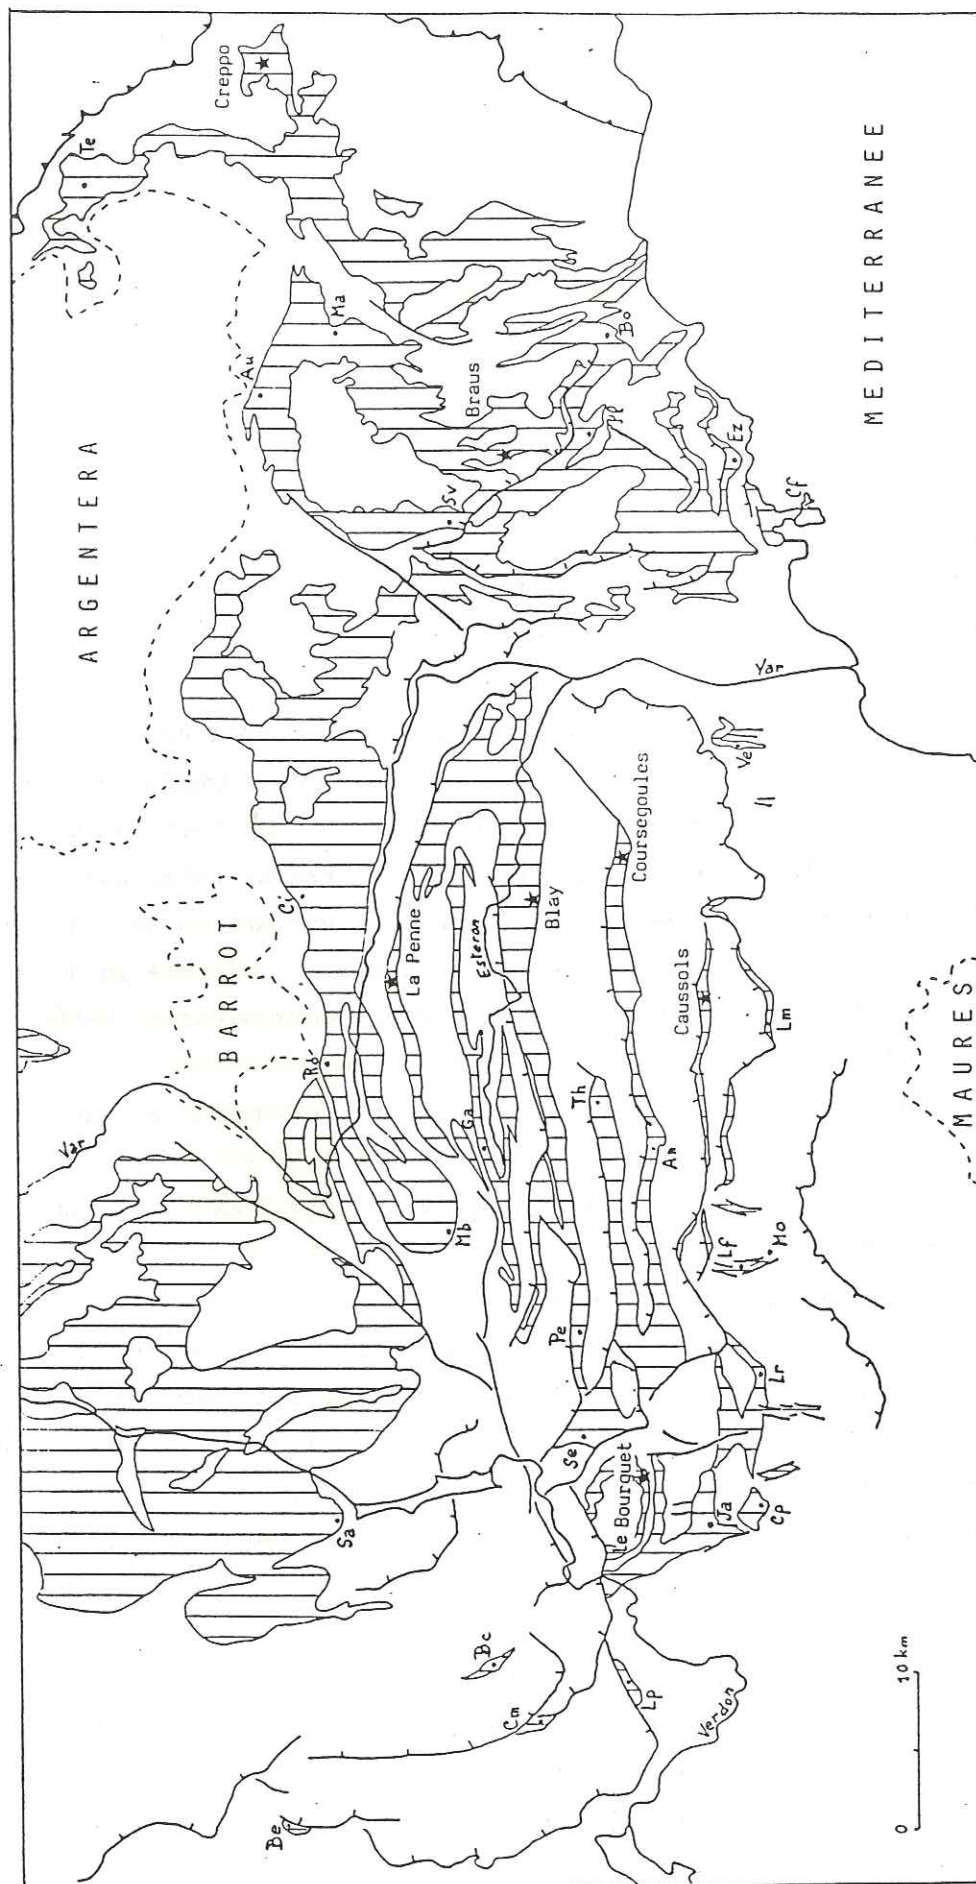 ARGENTERA
BARROT
MEDITERRANEE
MAURES
Creppo
Te
Au
Ma
Braus
Bo
Pl
Sv
Ez
Cf
Var
Var
Ve
Ci
La Penne
Esteron
Blay
Coursegoules
Caussols
Lm
Ro
Ga
Th
An
Mb
Pe
Lf
Mo
Lr
Se
le Bourguet
Ja
Cp
Sa
Bc
Cm
Lp
Verdon
Be
0
10 km